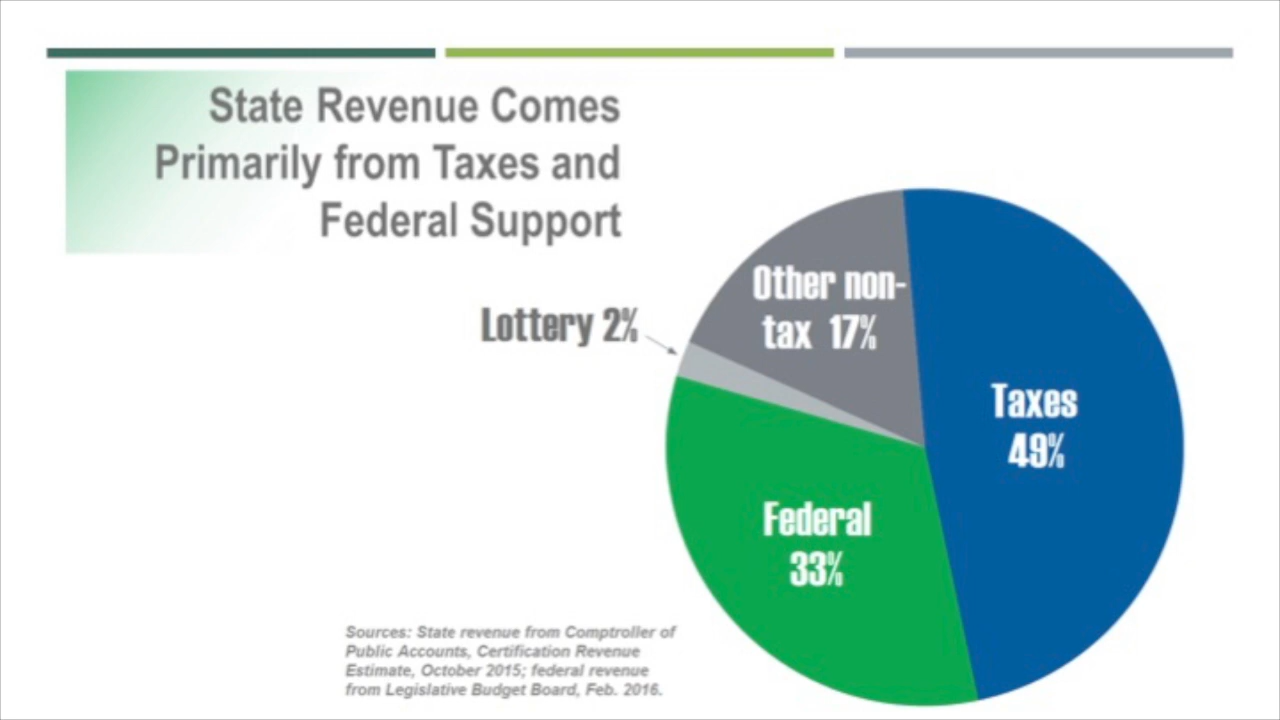 State Revenue Comes
Primarily from Taxes and
Federal Support
Other non-
tax 17%
Lottery 2%
Taxes
49%
Federal
33%
Sources: State revenue from Comptroller of
Public Accounts, Certification Revenue
Estimate, October 2015; federal revenue
from Legislative Budget Board, Feb. 2016.